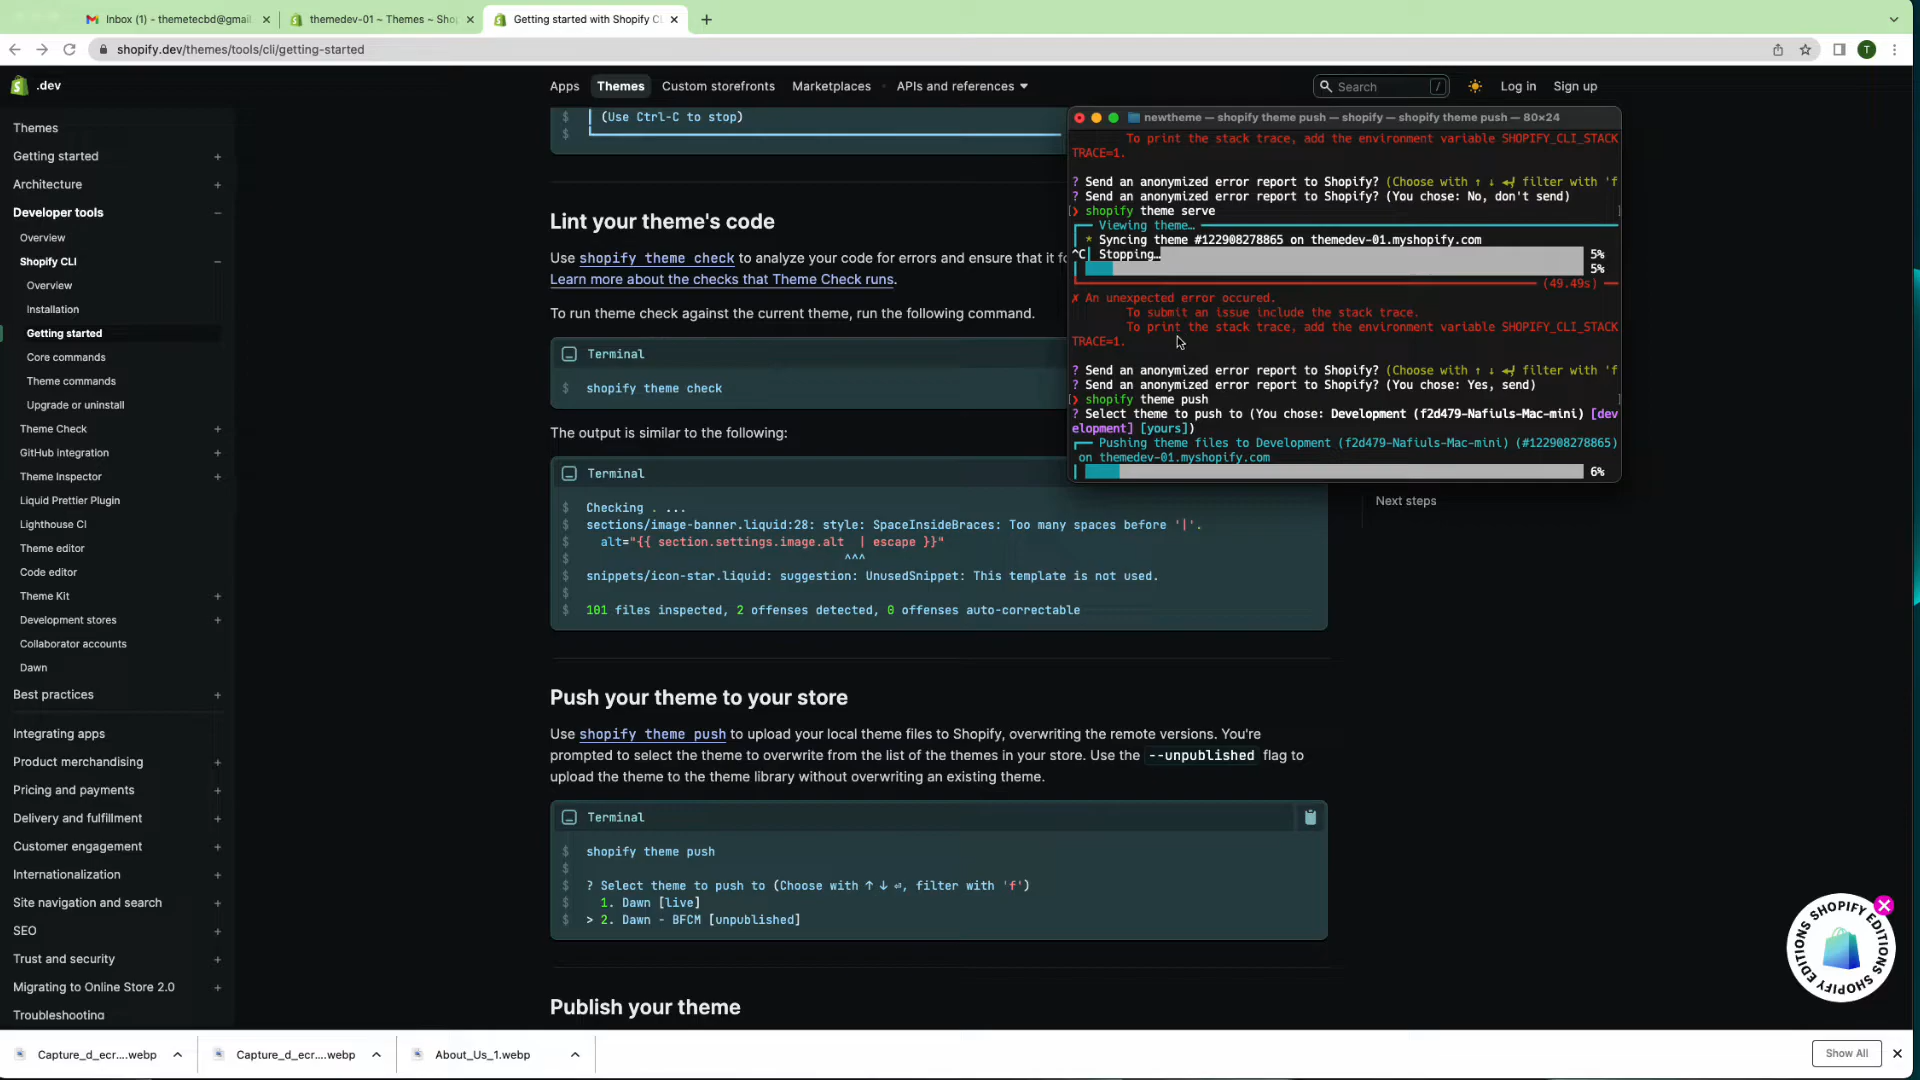 Inbox (1) - themetecbd@gmail
themedev-01 ~ Themes ~ Shop
Getting started with Shopify C
shopify.dev/themes/tools/cli/getting-started
T
.dev
Apps
Themes
Custom storefronts
Marketplaces
APIs and references
Search
/
Log in
Sign up
Themes
Getting started
Architecture
Developer tools
Overview
Shopify CLI
Overview
Installation
Getting started
Core commands
Theme commands
Upgrade or uninstall
Theme Check
GitHub integration
Theme Inspector
Liquid Prettier Plugin
Lighthouse CI
Theme editor
Code editor
Theme Kit
Development stores
Collaborator accounts
Dawn
Best practices
Integrating apps
Product merchandising
Pricing and payments
Delivery and fulfillment
Customer engagement
Internationalization
Site navigation and search
SEO
Trust and security
Migrating to Online Store 2.0
Troubleshooting
$ (Use Ctrl-C to stop)
$
Lint your theme's code
Use shopify theme check to analyze your code for errors and ensure that it fo
Learn more about the checks that Theme Check runs.
To run theme check against the current theme, run the following command.
Terminal
$ shopify theme check
The output is similar to the following:
Terminal
$ Checking . ...
$ sections/image-banner.liquid:28: style: SpaceInsideBraces: Too many spaces before '|'.
$ alt="{{ section.settings.image.alt  | escape }}"
$ ^^^
$ snippets/icon-star.liquid: suggestion: UnusedSnippet: This template is not used.
$
$ 101 files inspected, 2 offenses detected, 0 offenses auto-correctable
Push your theme to your store
Use shopify theme push to upload your local theme files to Shopify, overwriting the remote versions. You're
prompted to select the theme to overwrite from the list of the themes in your store. Use the --unpublished flag to
upload the theme to the theme library without overwriting an existing theme.
Terminal
$ shopify theme push
$
$ ? Select theme to push to (Choose with ↑ ↓ ⏎, filter with 'f')
$ 1. Dawn [live]
$ > 2. Dawn - BFCM [unpublished]
Publish your theme
newtheme — shopify theme push — shopify — shopify theme push — 80×24
To print the stack trace, add the environment variable SHOPIFY_CLI_STACK
TRACE=1.
? Send an anonymized error report to Shopify? (Choose with ↑ ↓ ⏎ filter with 'f
? Send an anonymized error report to Shopify? (You chose: No, don't send)
❯ shopify theme serve
Viewing theme…
* Syncing theme #122908278865 on themedev-01.myshopify.com
^C Stopping… 5%
5%
(49.49s)
✗ An unexpected error occured.
To submit an issue include the stack trace.
To print the stack trace, add the environment variable SHOPIFY_CLI_STACK
TRACE=1.
? Send an anonymized error report to Shopify? (Choose with ↑ ↓ ⏎ filter with 'f
? Send an anonymized error report to Shopify? (You chose: Yes, send)
❯ shopify theme push
? Select theme to push to (You chose: Development (f2d479-Nafiuls-Mac-mini) [dev
elopment] [yours])
Pushing theme files to Development (f2d479-Nafiuls-Mac-mini) (#122908278865)
on themedev-01.myshopify.com
6%
Next steps
SHOPIFY EDITIONS SHOPIFY EDITIONS
Capture_d_ecr....webp
Capture_d_ecr....webp
About_Us_1.webp
Show All